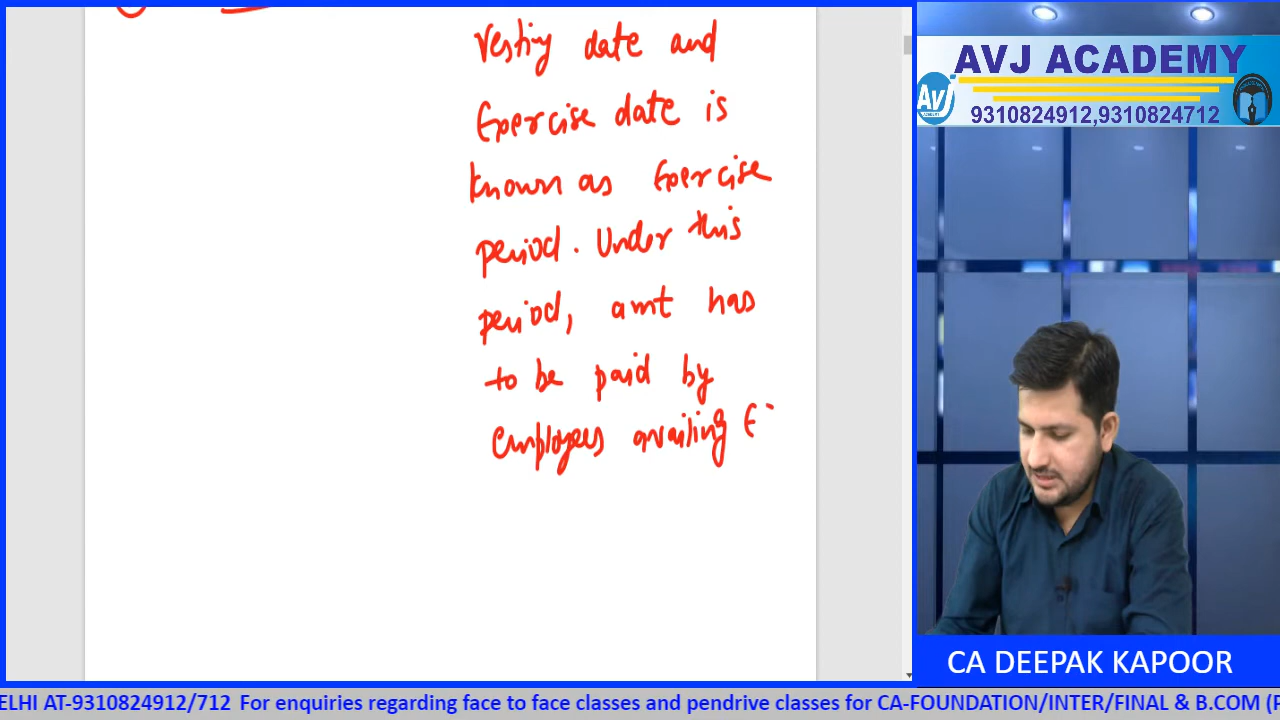 Vesting date and
Exercise date is
known as Exercise
period. Under this
period, amt has
to be paid by
employees availing E
AVJ ACADEMY
AVJ
ACADEMY
9310824912,9310824712
CA DEEPAK KAPOOR
ELHI AT-9310824912/712 For enquiries regarding face to face classes and pendrive classes for CA-FOUNDATION/INTER/FINAL & B.COM (